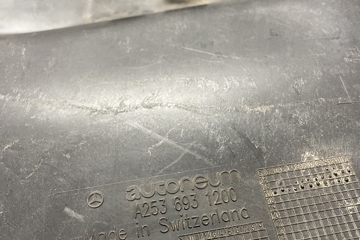 autoneum
A253 693 1200
Made in Switzerland